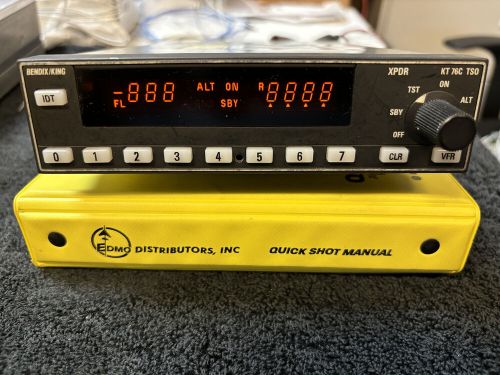 BENDIX/KING XPDR KT 76C TSO
IDT
-888 ALT ON R 8888
FL SBY
TST ON
SBY ALT
OFF
0 1 2 3 4 5 6 7 CLR VFR
EDMO DISTRIBUTORS, INC QUICK SHOT MANUAL